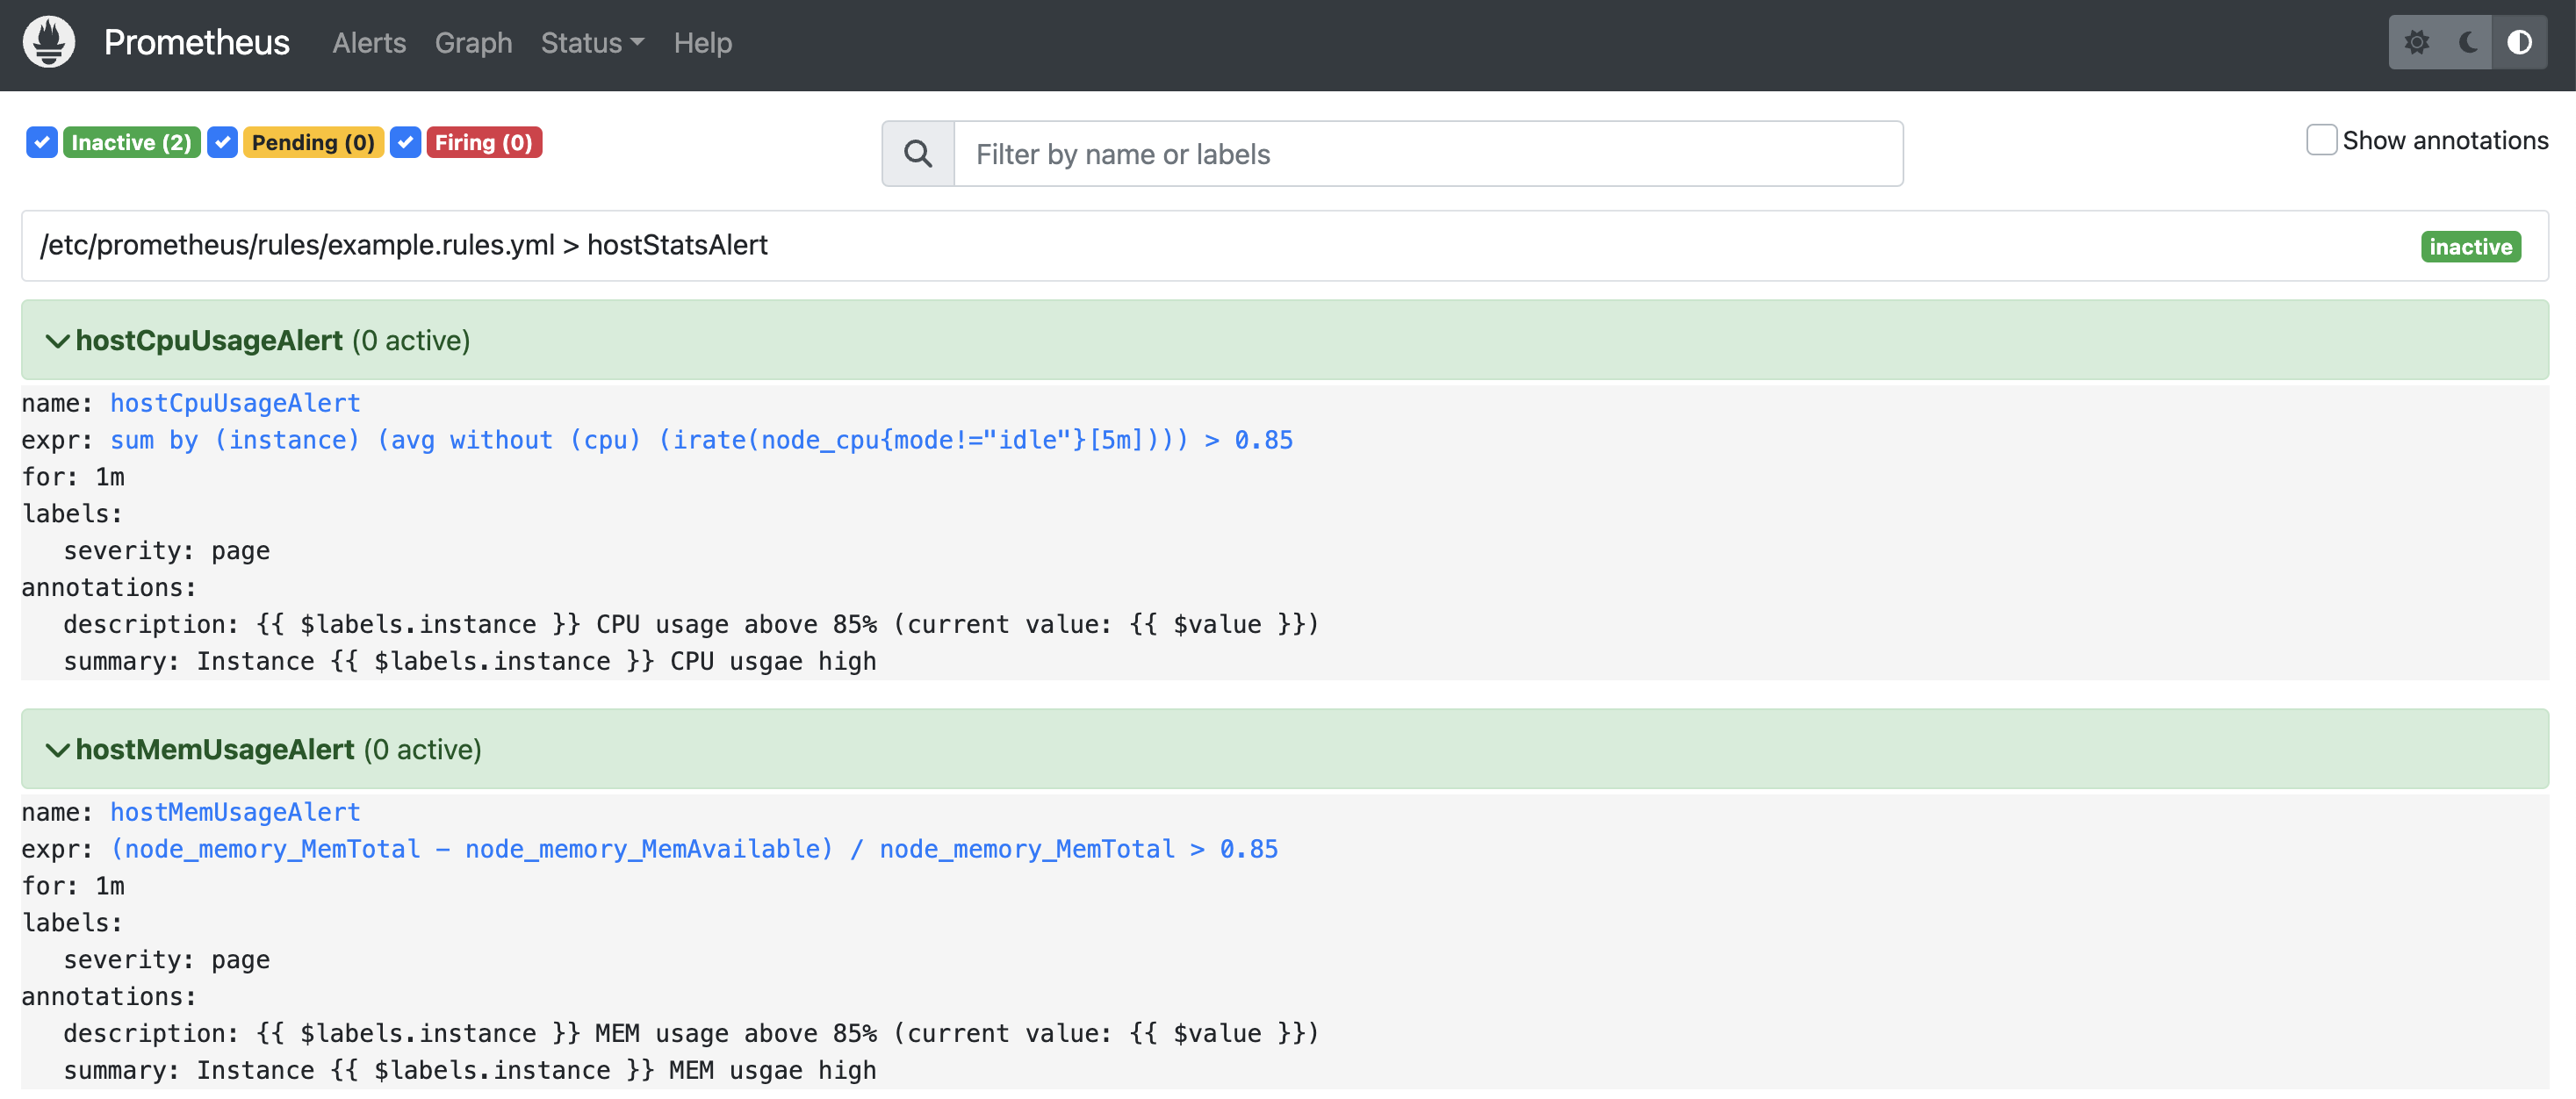 Prometheus Alerts Graph Status Help
Inactive (2) Pending (0) Firing (0) Filter by name or labels Show annotations
/etc/prometheus/rules/example.rules.yml > hostStatsAlert inactive
hostCpuUsageAlert (0 active)
name: hostCpuUsageAlert
expr: sum by (instance) (avg without (cpu) (irate(node_cpu{mode!="idle"}[5m]))) > 0.85
for: 1m
labels:
severity: page
annotations:
description: {{ $labels.instance }} CPU usage above 85% (current value: {{ $value }})
summary: Instance {{ $labels.instance }} CPU usgae high
hostMemUsageAlert (0 active)
name: hostMemUsageAlert
expr: (node_memory_MemTotal - node_memory_MemAvailable) / node_memory_MemTotal > 0.85
for: 1m
labels:
severity: page
annotations:
description: {{ $labels.instance }} MEM usage above 85% (current value: {{ $value }})
summary: Instance {{ $labels.instance }} MEM usgae high